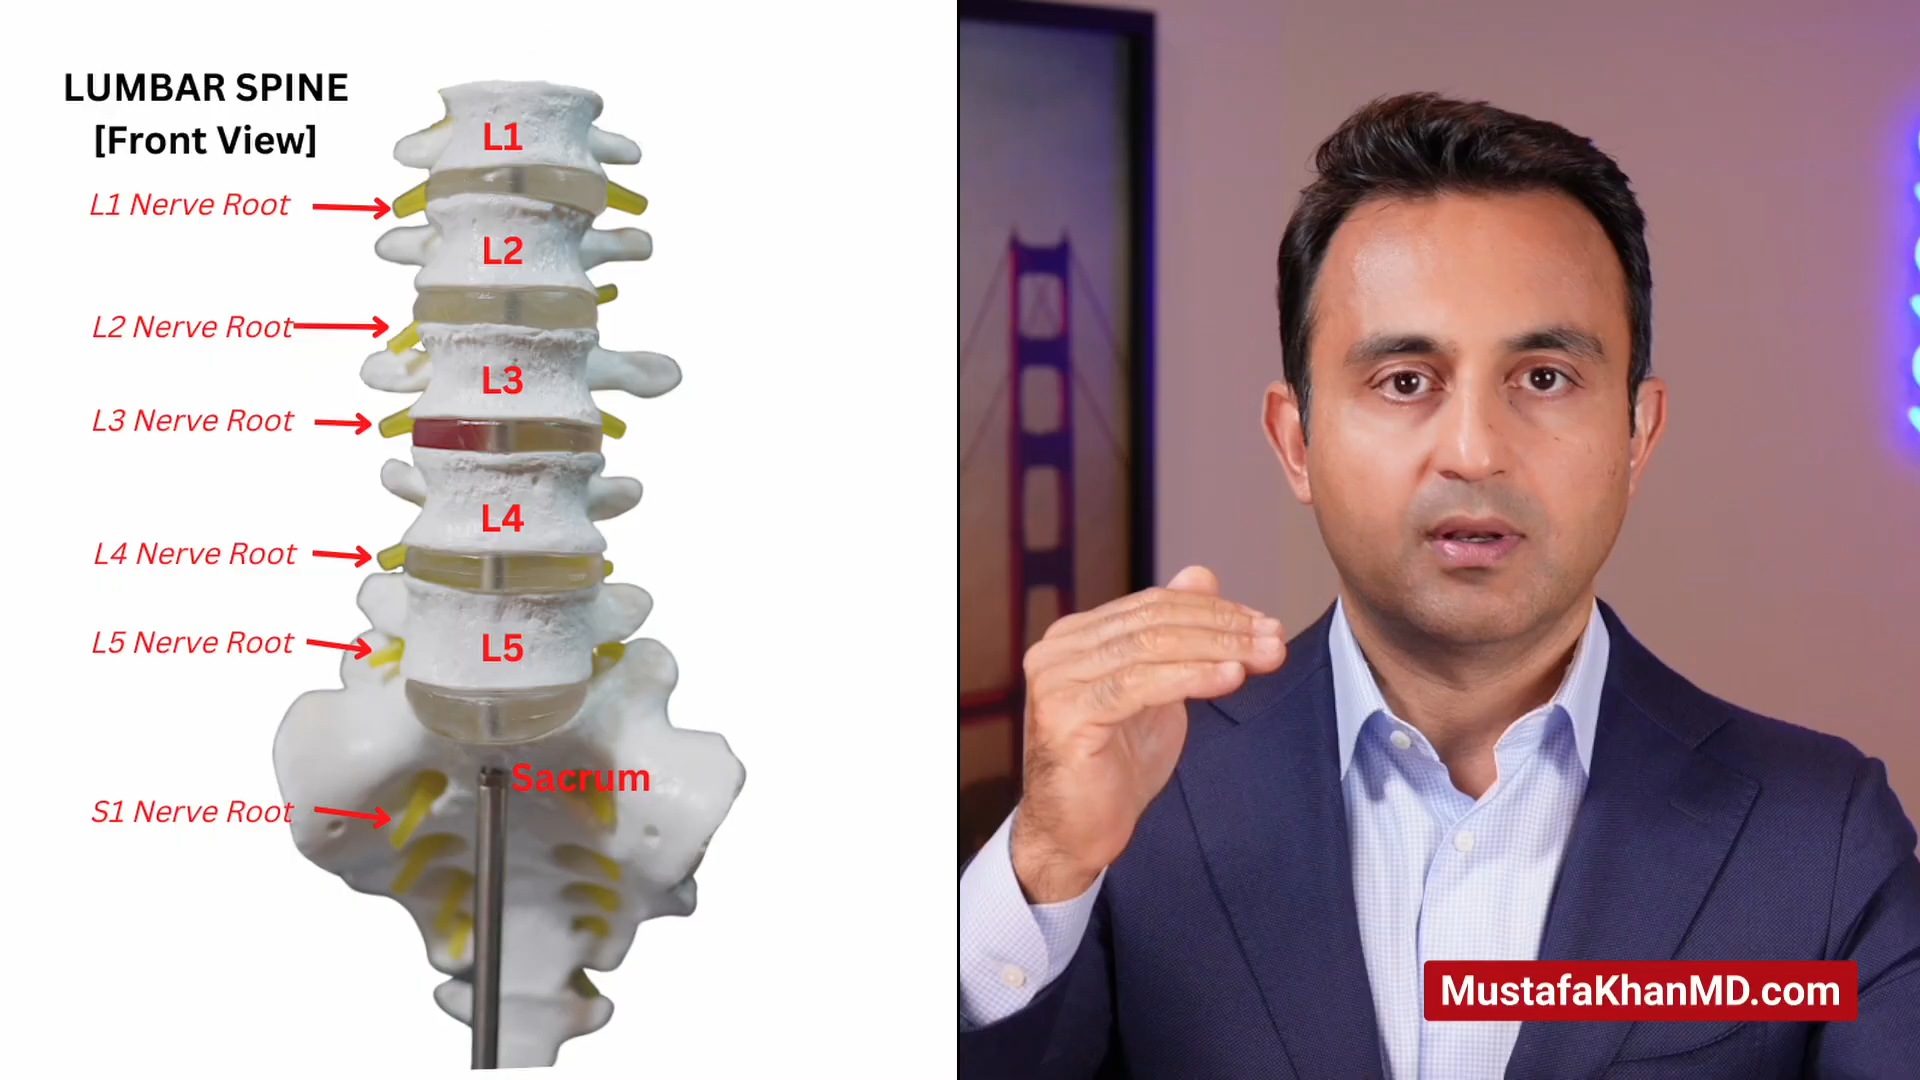 LUMBAR SPINE
[Front View]
L1 Nerve Root
L2 Nerve Root
L3 Nerve Root
L4 Nerve Root
L5 Nerve Root
S1 Nerve Root
L1
L2
L3
L4
L5
Sacrum
MustafaKhanMD.com